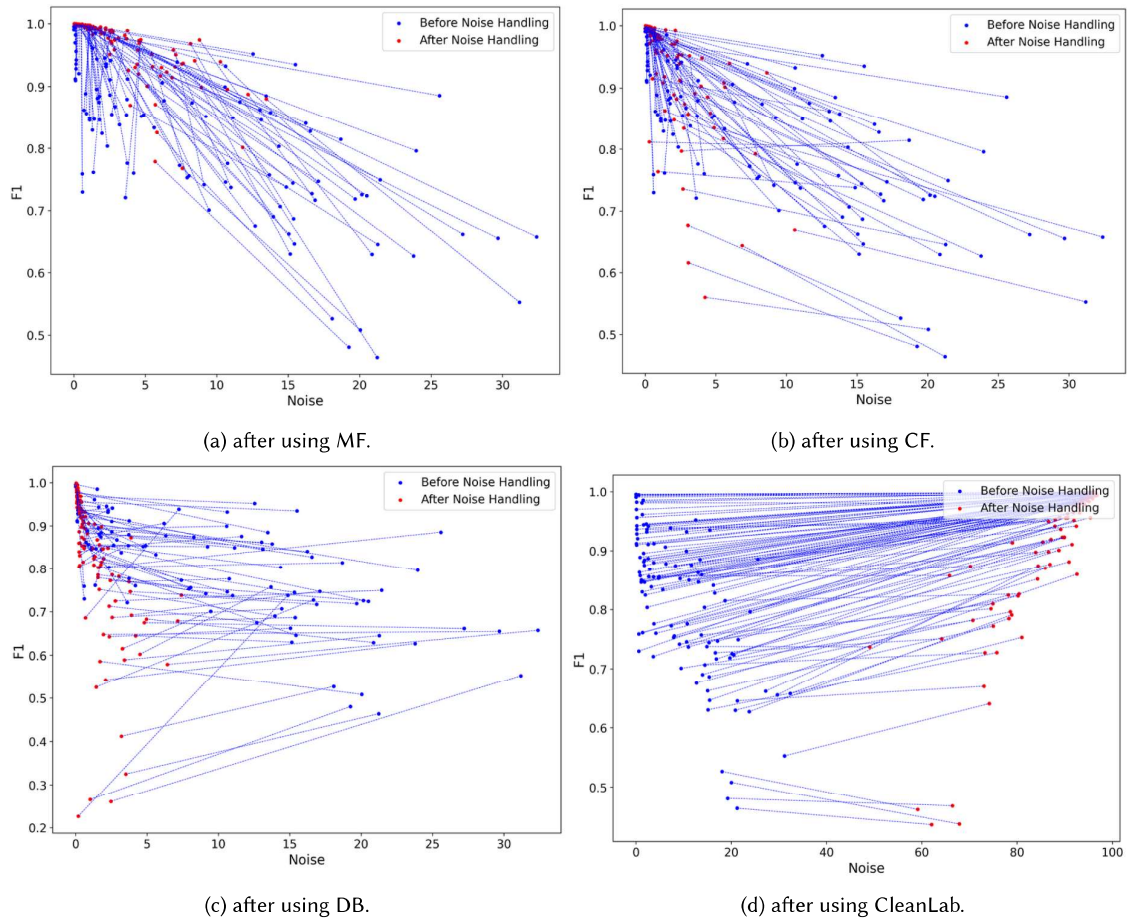 1.0
0.9
0.8
0.7
0.6
0.5
F1
0 5 10 15 20 25 30
Noise
Before Noise Handling
After Noise Handling
(a) after using MF.
1.0
0.9
0.8
0.7
0.6
0.5
F1
0 5 10 15 20 25 30
Noise
Before Noise Handling
After Noise Handling
(b) after using CF.
1.0
0.9
0.8
0.7
0.6
0.5
0.4
0.3
0.2
F1
0 5 10 15 20 25 30
Noise
Before Noise Handling
After Noise Handling
(c) after using DB.
1.0
0.9
0.8
0.7
0.6
0.5
F1
0 20 40 60 80 100
Noise
Before Noise Handling
After Noise Handling
(d) after using CleanLab.